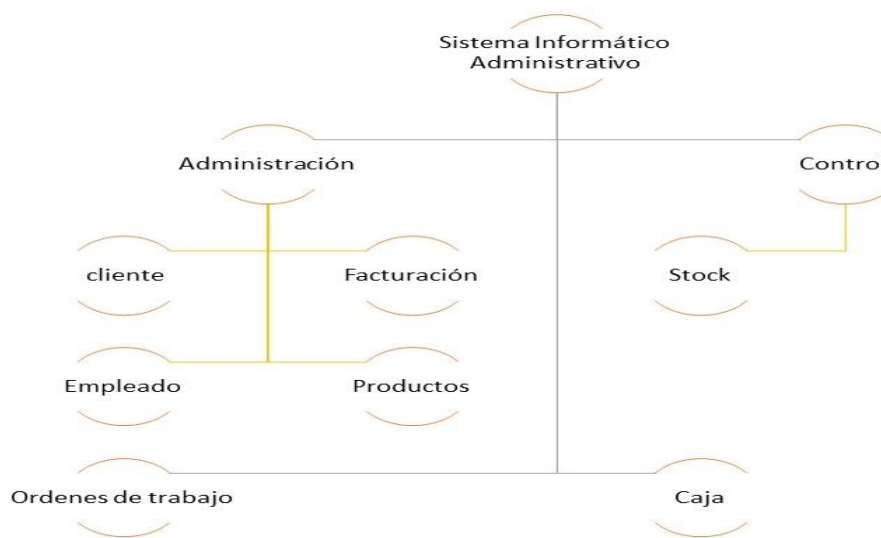 Sistema Informático
Administrativo
Administración
Contro
cliente
Facturación
Stock
Empleado
Productos
Ordenes de trabajo
Caja